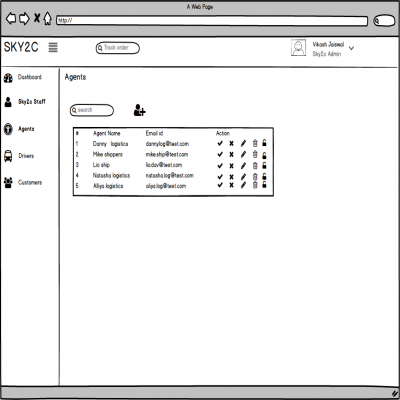 A Web Page
http://
SKY2C
Track order
Vikash Jaiswal
Sky2c Admin
Dashboard
Agents
Sky2s Staff
search
Agents
# Agent Name Email id Action
1 Danny logistics dannylog@test.com
2 Mike shippers mike.ship@test.com
Drivers
3 Lio ship lio.dav@test.com
4 Natasha logistics natasha.log@test.com
Customers
5 Alliya logistics aliya.log@test.com